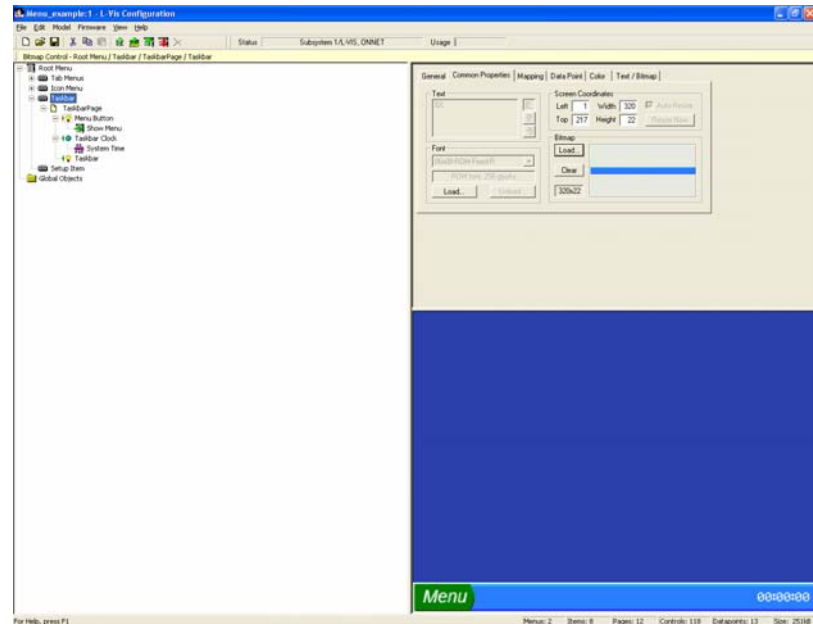 Menu_example:1 - L-Vis Configuration
File Edit Model Firmware View Help
Status Subsystem 1/L-VIS, ONNET Usage
Bitmap Control - Root Menu / Taskbar / TaskbarPage / Taskbar
Root Menu
Tab Menus
Icon Menu
Taskbar
TaskbarPage
Menu Button
Show Menu
Taskbar Clock
System Time
Taskbar
Setup Item
Global Objects
General Common Properties Mapping Data Point Color Text / Bitmap
Text
Screen Coordinates
Left 1 Width 320 Auto Resize
Top 217 Height 22 Resize Now
Font
Load... Unload
Bitmap
Load...
Clear
320x22
Menu 00:00:00
For Help, press F1 Menus: 2 Items: 8 Pages: 12 Controls: 118 Datapoints: 13 Size: 251kB